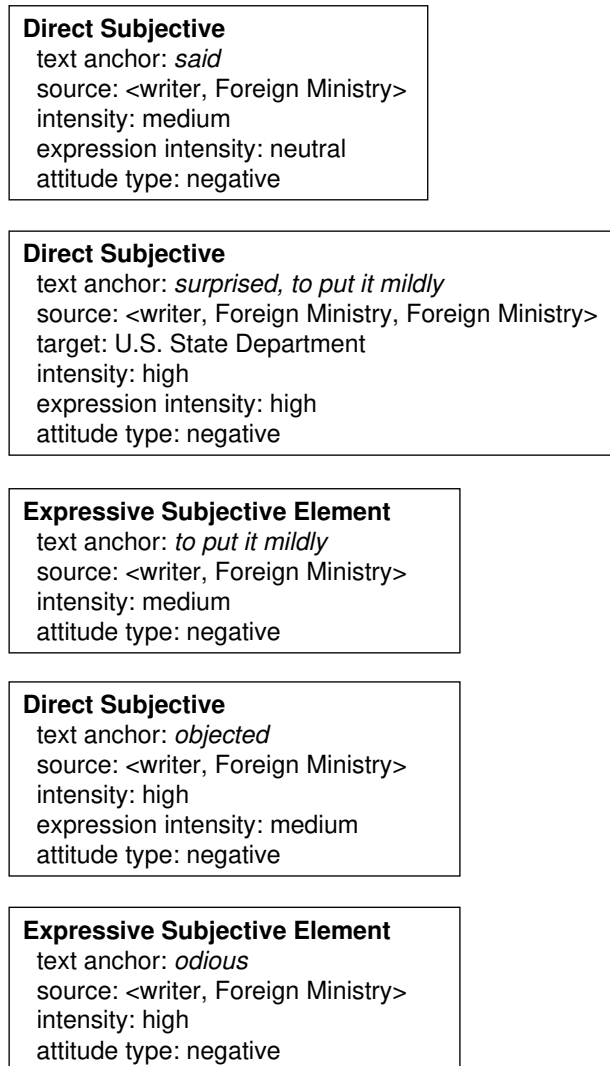 Direct Subjective
text anchor: said
source: <writer, Foreign Ministry>
intensity: medium
expression intensity: neutral
attitude type: negative
Direct Subjective
text anchor: surprised, to put it mildly
source: <writer, Foreign Ministry, Foreign Ministry>
target: U.S. State Department
intensity: high
expression intensity: high
attitude type: negative
Expressive Subjective Element
text anchor: to put it mildly
source: <writer, Foreign Ministry>
intensity: medium
attitude type: negative
Direct Subjective
text anchor: objected
source: <writer, Foreign Ministry>
intensity: high
expression intensity: medium
attitude type: negative
Expressive Subjective Element
text anchor: odious
source: <writer, Foreign Ministry>
intensity: high
attitude type: negative